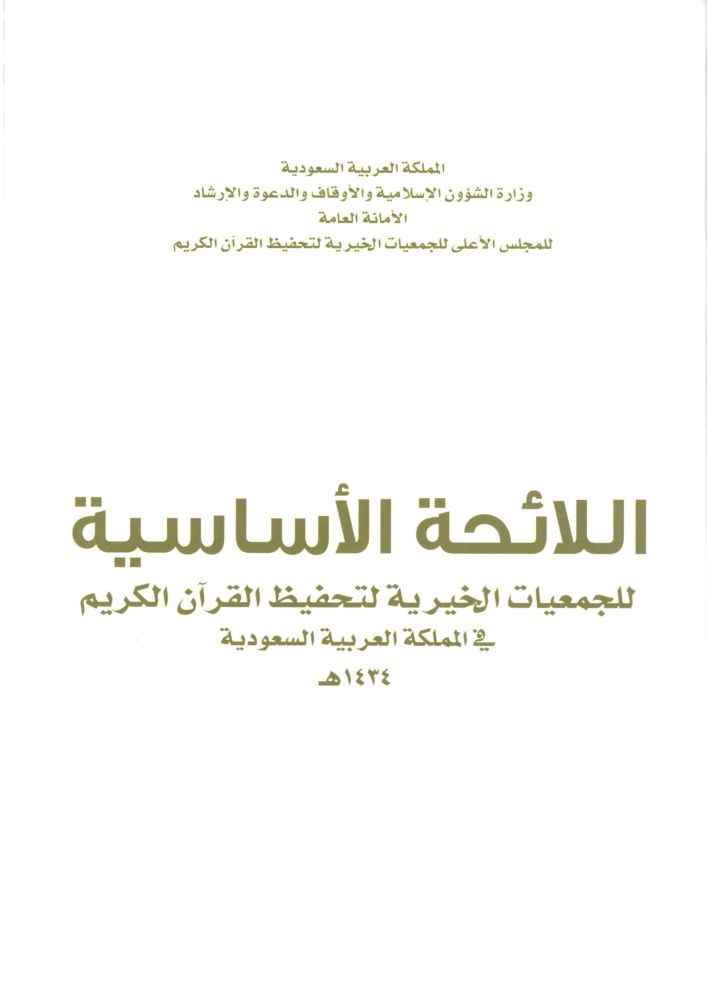 المملكة العربية السعودية
وزارة الشؤون الإسلامية والأوقاف والدعوة والإرشاد
الأمانة العامة
للمجلس الأعلى للجمعيات الخيرية لتحفيظ القرآن الكريم
اللائحة الأساسية
للجمعيات الخيرية لتحفيظ القرآن الكريم
في المملكة العربية السعودية
١٤٣٤هـ